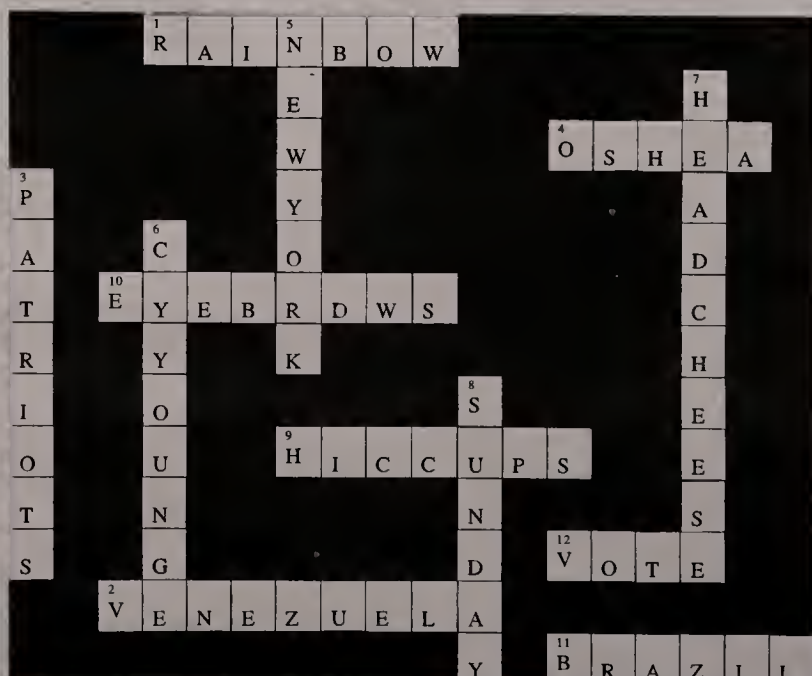 1 RAINBOW
5 NEWYORK
7 HEADCHEESE
4 OSHEA
3 PATRIOTS
6 CYYOUNG
10 EYEBRDWS
8 SUNDAY
9 HICCUPS
12 VOTE
2 VENEZUELA
11 BRAZIL